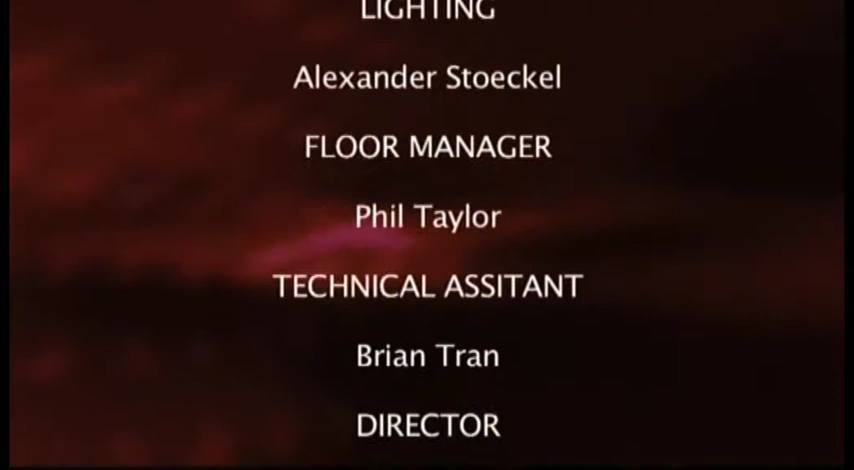 LIGHTING
Alexander Stoeckel
FLOOR MANAGER
Phil Taylor
TECHNICAL ASSITANT
Brian Tran
DIRECTOR